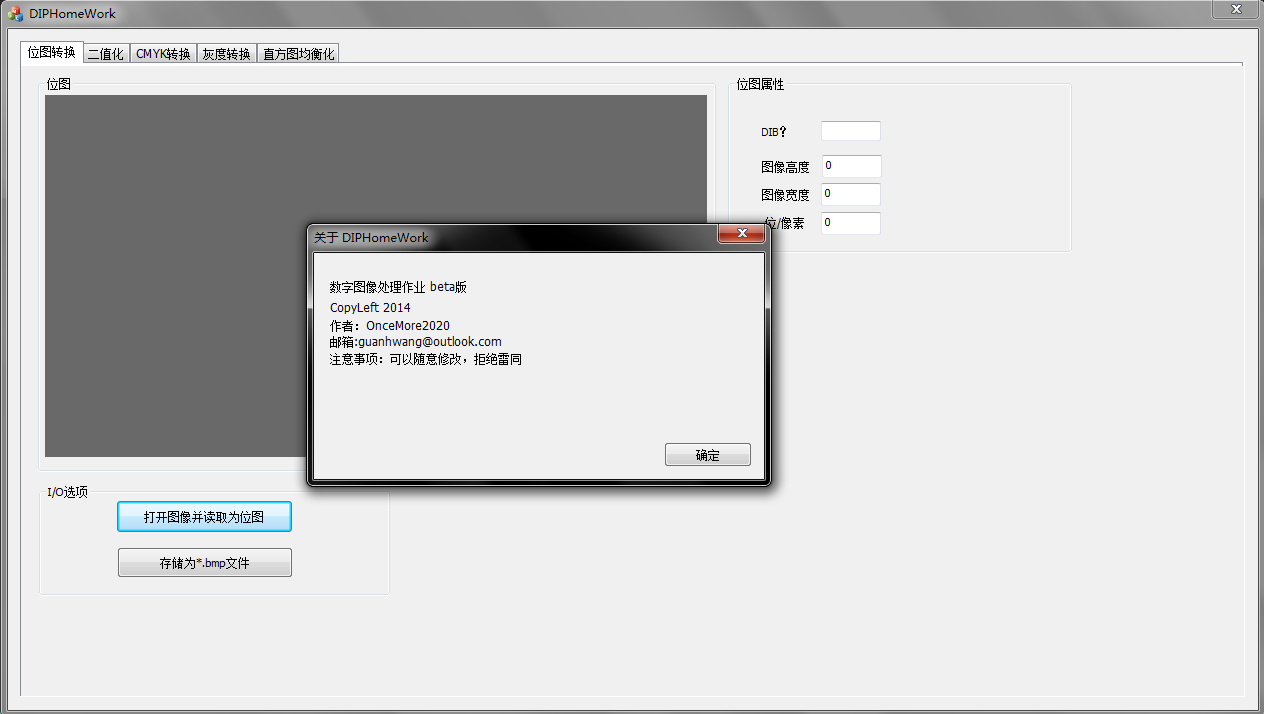 DIPHomeWork
位图转换 二值化 CMYK转换 灰度转换 直方图均衡化
位图
位图属性
DIB?
图像高度 0
图像宽度 0
位/像素 0
关于 DIPHomeWork
数字图像处理作业 beta版
CopyLeft 2014
作者：OnceMore2020
邮箱:guanhwang@outlook.com
注意事项：可以随意修改，拒绝雷同
确定
I/O选项
打开图像并读取为位图
存储为*.bmp文件